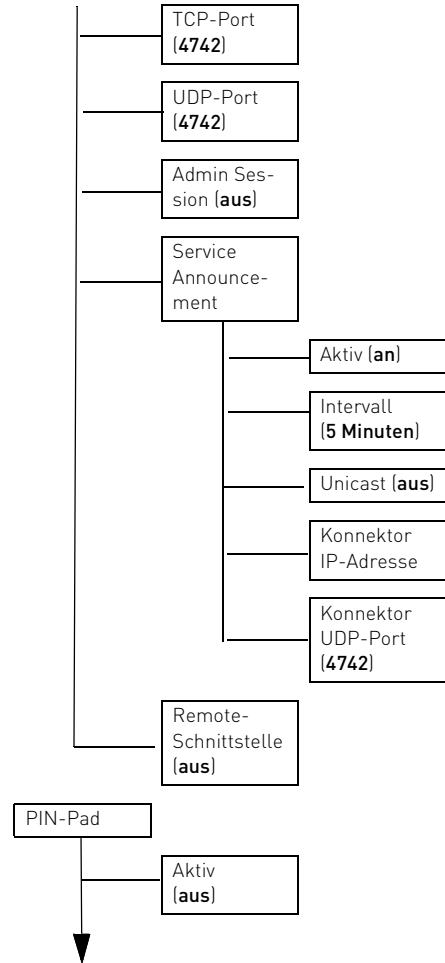 TCP-Port
(4742)
UDP-Port
(4742)
Admin Ses-
sion (aus)
Service
Announce-
ment
Aktiv (an)
Intervall
(5 Minuten)
Unicast (aus)
Konnektor
IP-Adresse
Konnektor
UDP-Port
(4742)
Remote-
Schnittstelle
(aus)
PIN-Pad
Aktiv
(aus)